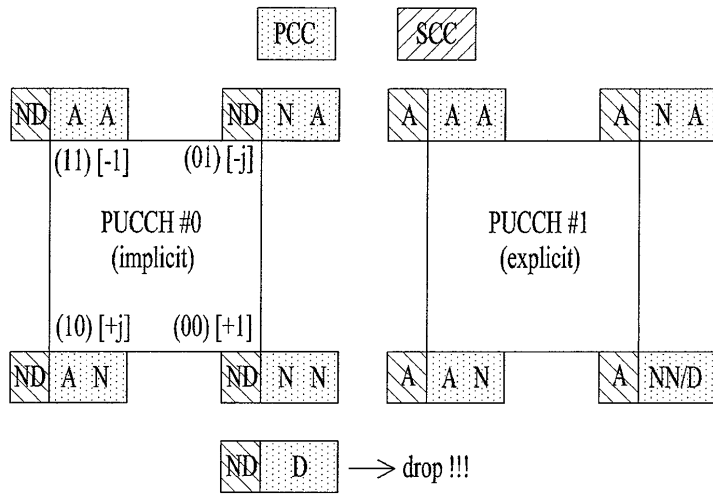 PCC SCC
ND A A ND N A A A A A N A
(11) [-1] (01) [-j]
PUCCH #0 PUCCH #1
(implicit) (explicit)
(10) [+j] (00) [+1]
ND A N ND N N A A N A NN/D
ND D drop !!!